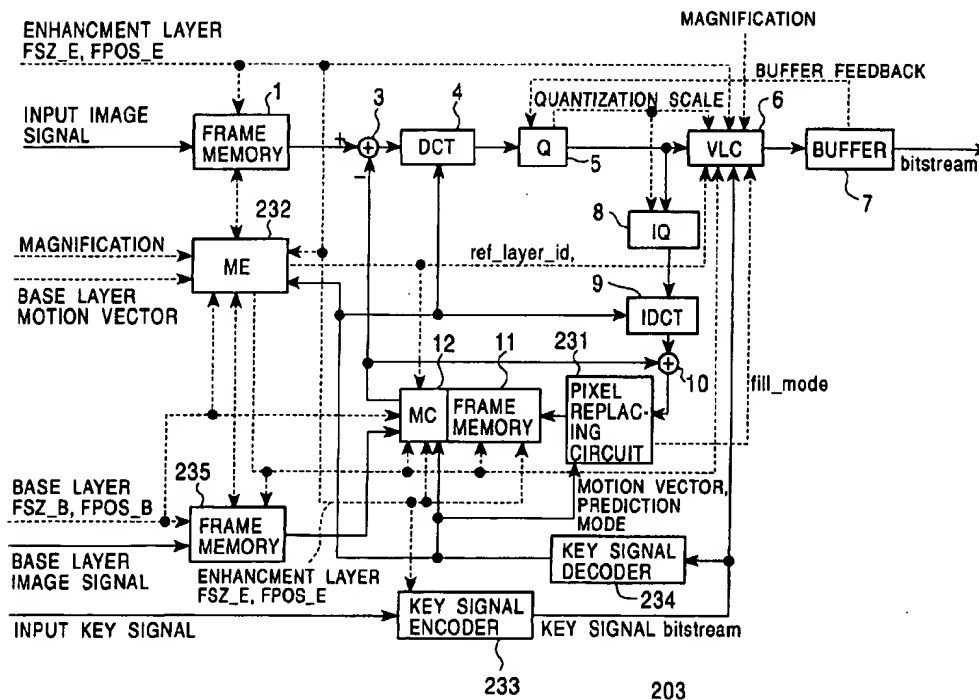 MAGNIFICATION
ENHANCMENT LAYER
FSZ_E, FPOS_E
BUFFER FEEDBACK
1
3
4
QUANTIZATION SCALE
6
INPUT IMAGE
SIGNAL
FRAME
MEMORY
+
-
DCT
Q
5
VLC
BUFFER
bitstream
7
232
8
IQ
MAGNIFICATION
ME
ref_layer_id,
BASE LAYER
MOTION VECTOR
9
IDCT
12
11
231
10
fill_mode
MC
FRAME
MEMORY
PIXEL
REPLAC-
ING
CIRCUIT
235
BASE LAYER
FSZ_B, FPOS_B
FRAME
MEMORY
MOTION VECTOR,
PREDICTION
MODE
BASE LAYER
IMAGE SIGNAL
ENHANCMENT LAYER
FSZ_E, FPOS_E
KEY SIGNAL
DECODER
234
INPUT KEY SIGNAL
KEY SIGNAL
ENCODER
KEY SIGNAL bitstream
233
203